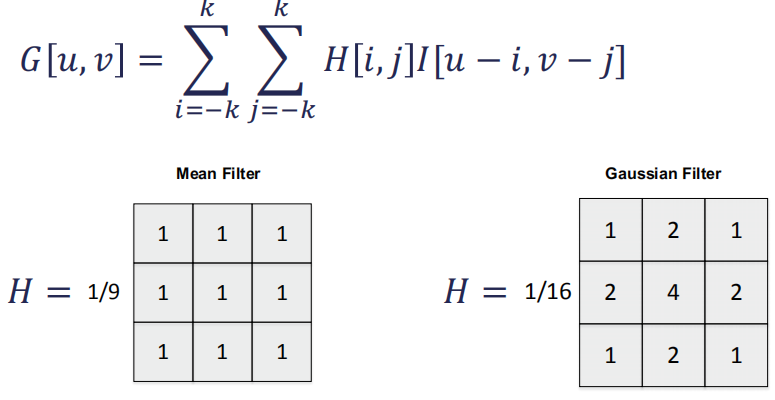 k k
G[u, v] = ∑ ∑ H[i, j]I[u − i, v − j]
i=−k j=−k
Mean Filter
H = 1/9
1 1 1
1 1 1
1 1 1
Gaussian Filter
H = 1/16
1 2 1
2 4 2
1 2 1